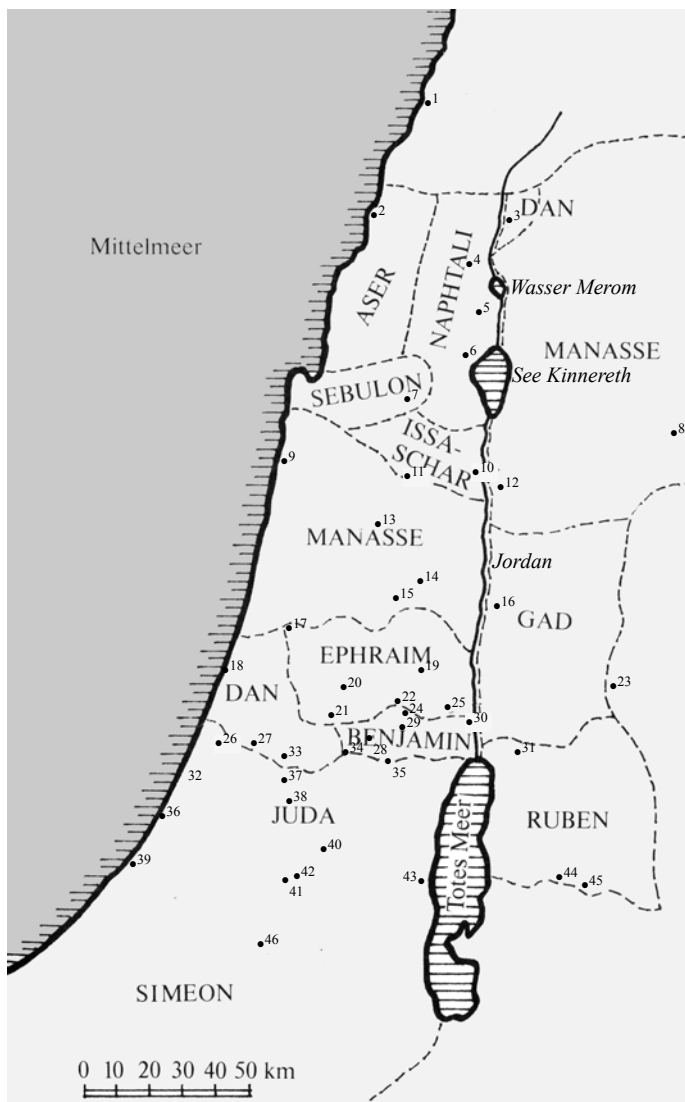 1
2
3
DAN
Mittelmeer
4
NAPHTALI
ASER
Wasser Merom
5
6
MANASSE
See Kinnereth
SEBULON
7
ISSA-
SCHAR
8
9
10
11
12
13
MANASSE
Jordan
14
15
16
GAD
17
EPHRAIM
18
19
20
DAN
21
22
23
24
25
26
27
28
29
BENJAMIN
30
31
32
33
34
35
36
37
38
JUDA
RUBEN
Totes Meer
39
40
41
42
43
44
45
46
SIMEON
0 10 20 30 40 50 km